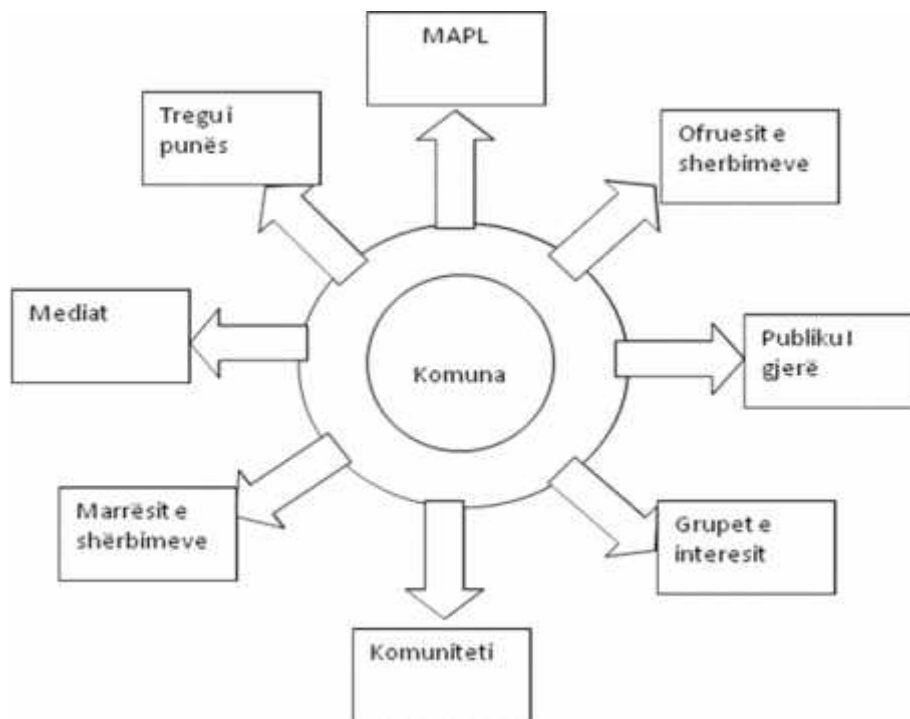 MAPL
Tregu i
punës
Ofruesit e
sherbimeve
Mediat
Publiku I
gjerë
Komuna
Marrësit e
shërbimeve
Grupet e
interesit
Komuniteti